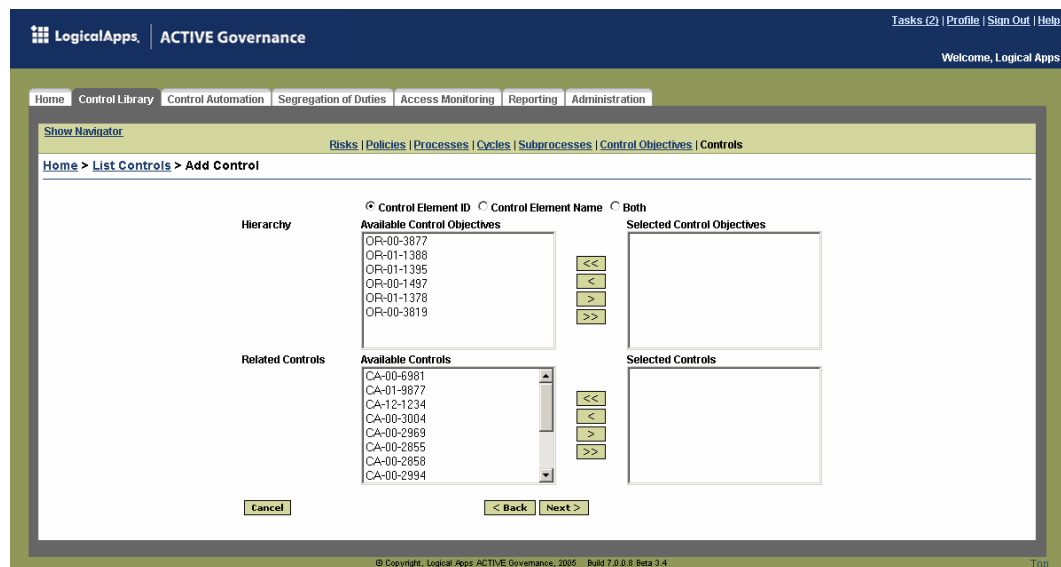 Tasks (2) | Profile | Sign Out | Help
LogicalApps. ACTIVE Governance
Welcome, Logical Apps
Home Control Library Control Automation Segregation of Duties Access Monitoring Reporting Administration
Show Navigator
Risks | Policies | Processes | Cycles | Subprocesses | Control Objectives | Controls
Home > List Controls > Add Control
Control Element ID Control Element Name Both
Hierarchy Available Control Objectives Selected Control Objectives
OR-00-3877
OR-01-1388
OR-01-1395
OR-00-1497
OR-01-1378
OR-00-3819
<<
<
>
>>
Related Controls Available Controls Selected Controls
CA-00-6981
CA-01-9877
CA-12-1234
CA-00-3004
CA-00-2969
CA-00-2855
CA-00-2858
CA-00-2994
<<
<
>
>>
Cancel < Back Next >
© Copyright, Logical Apps ACTIVE Governance, 2005 Build 7.0.0.8 Beta 3.4
Top